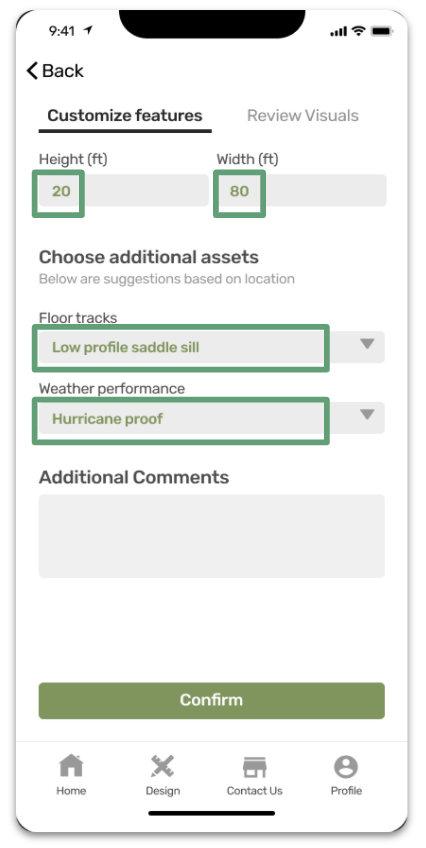 9:41
Back
Customize features Review Visuals
Height (ft) Width (ft)
20 80
Choose additional assets
Below are suggestions based on location
Floor tracks
Low profile saddle sill
Weather performance
Hurricane proof
Additional Comments
Confirm
Home Design Contact Us Profile